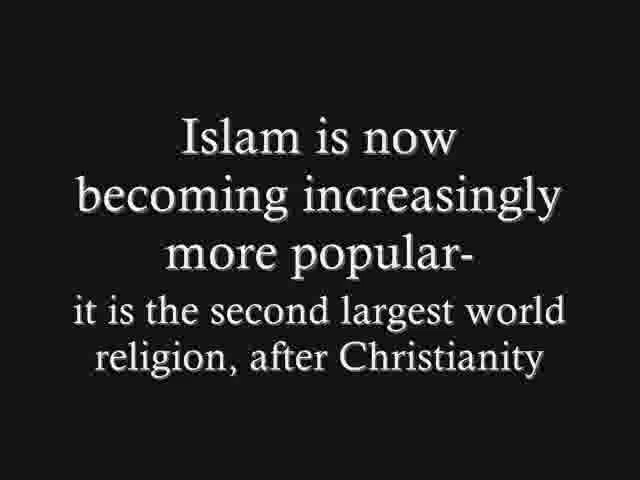 Islam is now
becoming increasingly
more popular-
it is the second largest world
religion, after Christianity